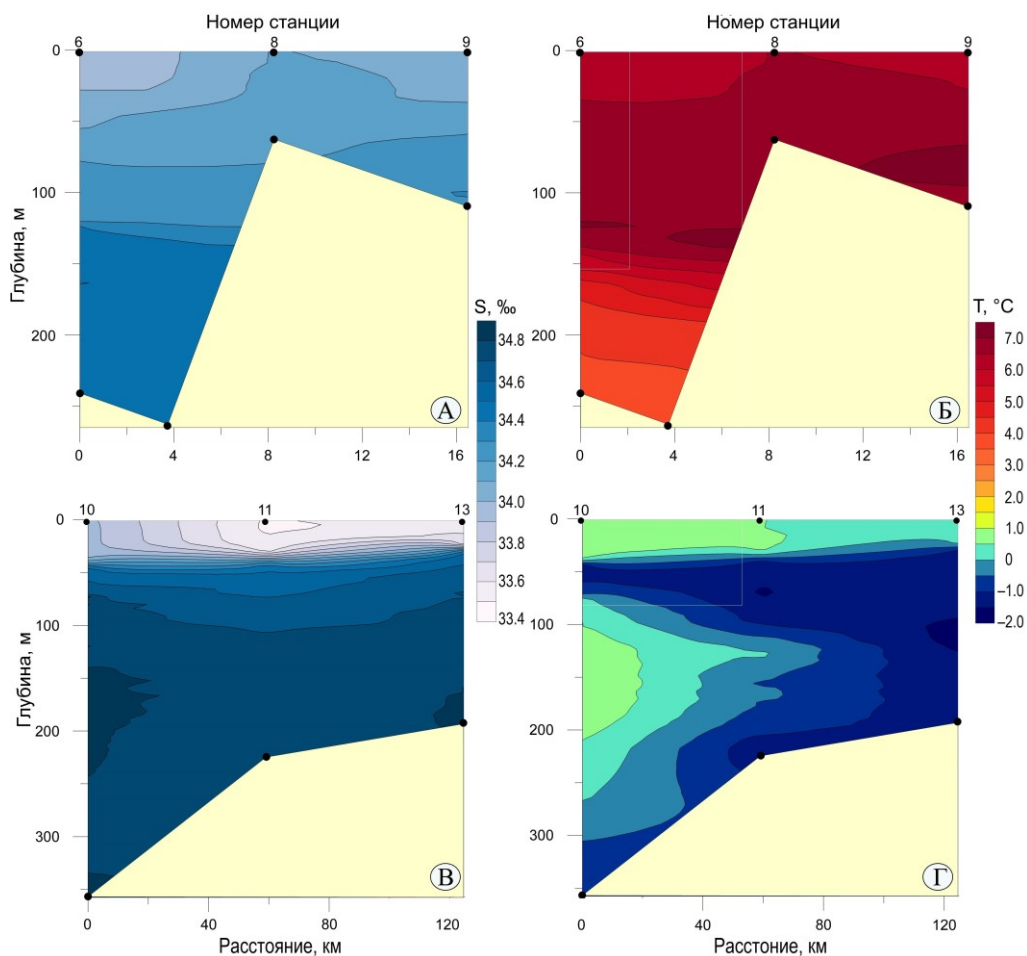 Номер станции
6 8 9
0
100
200
Глубина, м
А
0 4 8 12 16
S, ‰
34.8
34.6
34.4
34.2
34.0
33.8
33.6
33.4
Номер станции
6 8 9
0
100
200
Б
0 4 8 12 16
T, °C
7.0
6.0
5.0
4.0
3.0
2.0
1.0
0
–1.0
–2.0
10 11 13
0
100
200
300
Глубина, м
В
0 40 80 120
Расстояние, км
10 11 13
0
100
200
300
Г
0 40 80 120
Расстоние, км